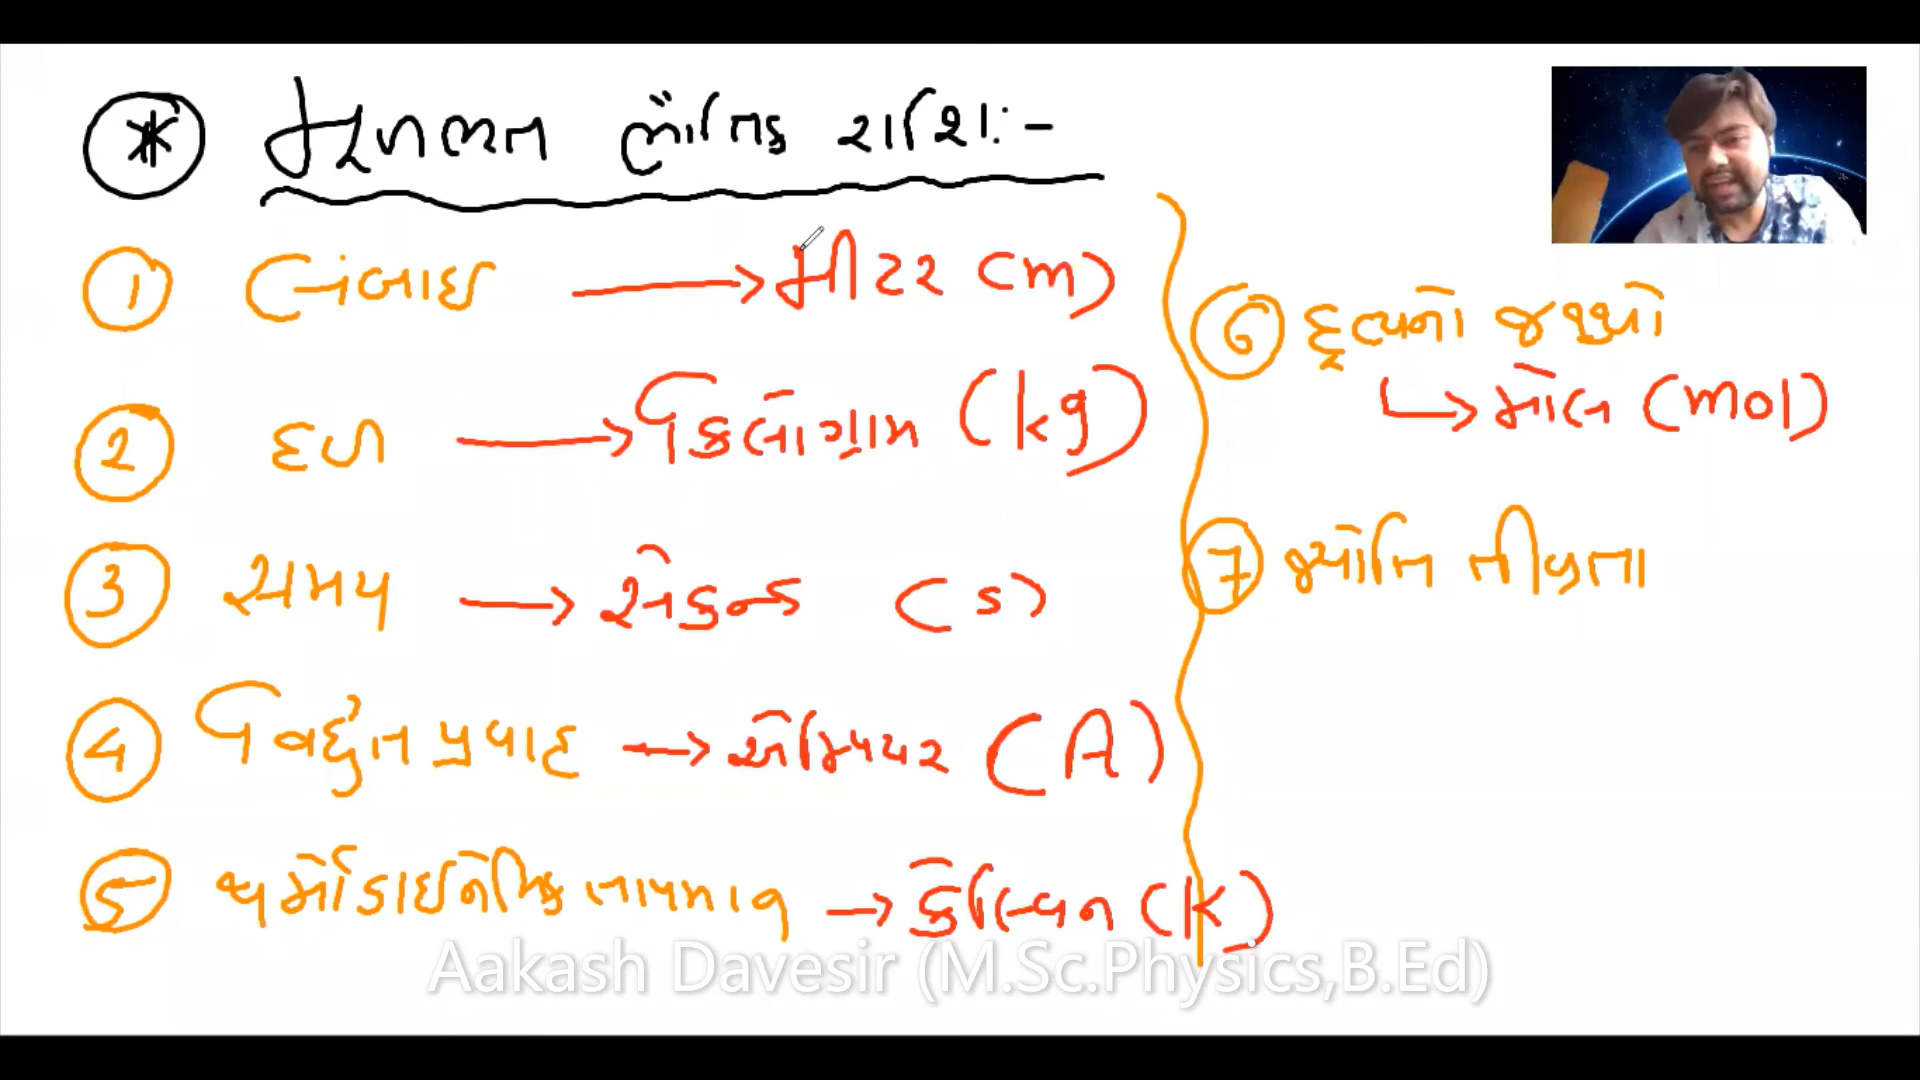 * મૂળભૂત ભૌતિક રાશિ :-
1 લંબાઇ → મીટર (m)
2 દળ → કિલોગ્રામ (kg)
3 સમય → સેકન્ડ (s)
4 વિદ્યુત પ્રવાહ → એમ્પિયર (A)
5 થર્મોડાઇનેમિક તાપમાન → કેલ્વિન (K)
6 દ્રવ્યનો જથ્થો
↳ મોલ (mol)
7 જ્યોતિ તીવ્રતા
Aakash Davesir (M.Sc.Physics,B.Ed)